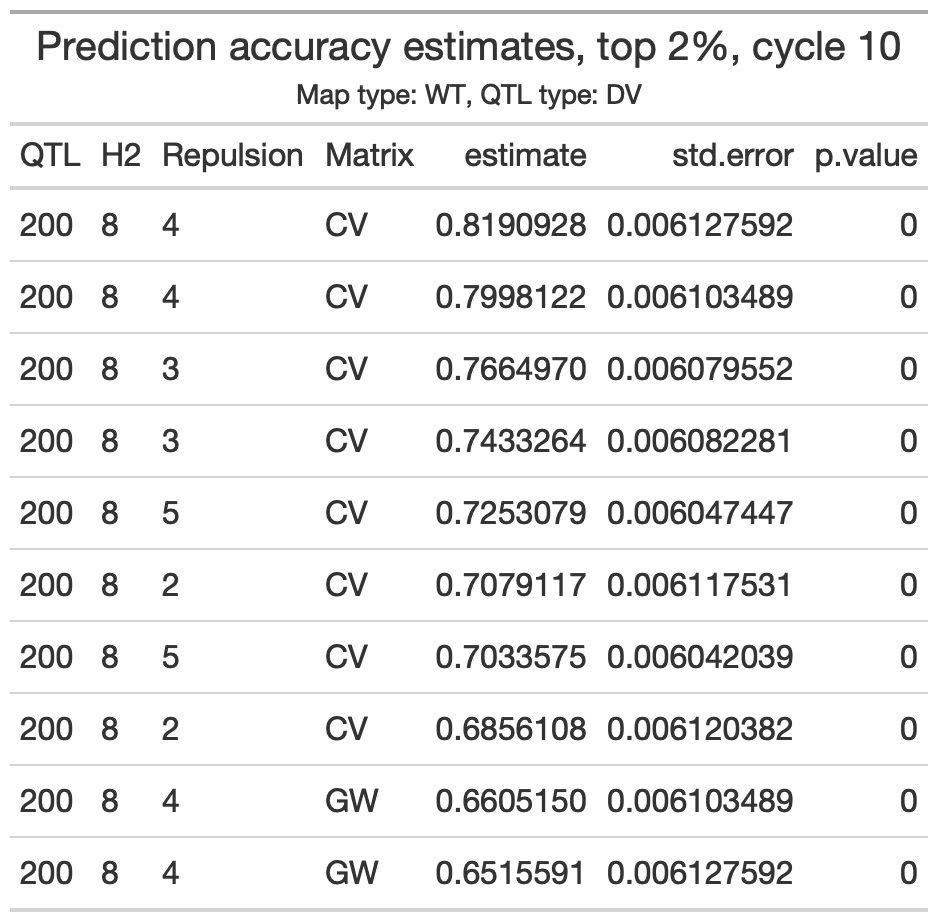 Prediction accuracy estimates, top 2%, cycle 10
Map type: WT, QTL type: DV
QTL H2 Repulsion Matrix estimate std.error p.value
200 8 4 CV 0.8190928 0.006127592 0
200 8 4 CV 0.7998122 0.006103489 0
200 8 3 CV 0.7664970 0.006079552 0
200 8 3 CV 0.7433264 0.006082281 0
200 8 5 CV 0.7253079 0.006047447 0
200 8 2 CV 0.7079117 0.006117531 0
200 8 5 CV 0.7033575 0.006042039 0
200 8 2 CV 0.6856108 0.006120382 0
200 8 4 GW 0.6605150 0.006103489 0
200 8 4 GW 0.6515591 0.006127592 0